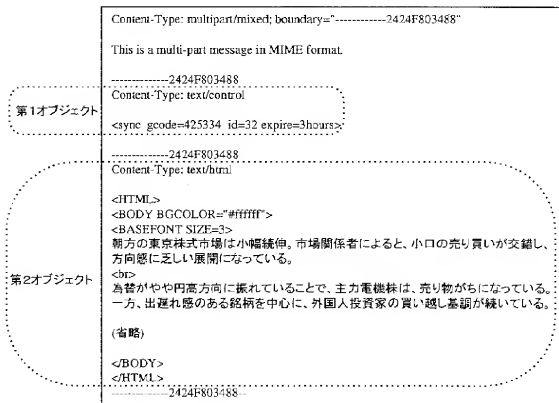 Content-Type: multipart/mixed; boundary="------------2424F803488"
This is a multi-part message in MIME format.
--------------2424F803488
第1オブジェクト
Content-Type: text/control
<sync gcode=425334 id=32 expire=3hours>
--------------2424F803488
第2オブジェクト
Content-Type: text/html
<HTML>
<BODY BGCOLOR="#ffffff">
<BASEFONT SIZE=3>
朝方の東京株式市場は小幅続伸。市場関係者によると、小口の売り買いが交錯し、
方向感に乏しい展開になっている。
<br>
為替がやや円高方向に振れていることで、主力電機株は、売り物がちになっている。
一方、出遅れ感のある銘柄を中心に、外国人投資家の買い越し基調が続いている。
(省略)
</BODY>
</HTML>
--------------2424F803488--